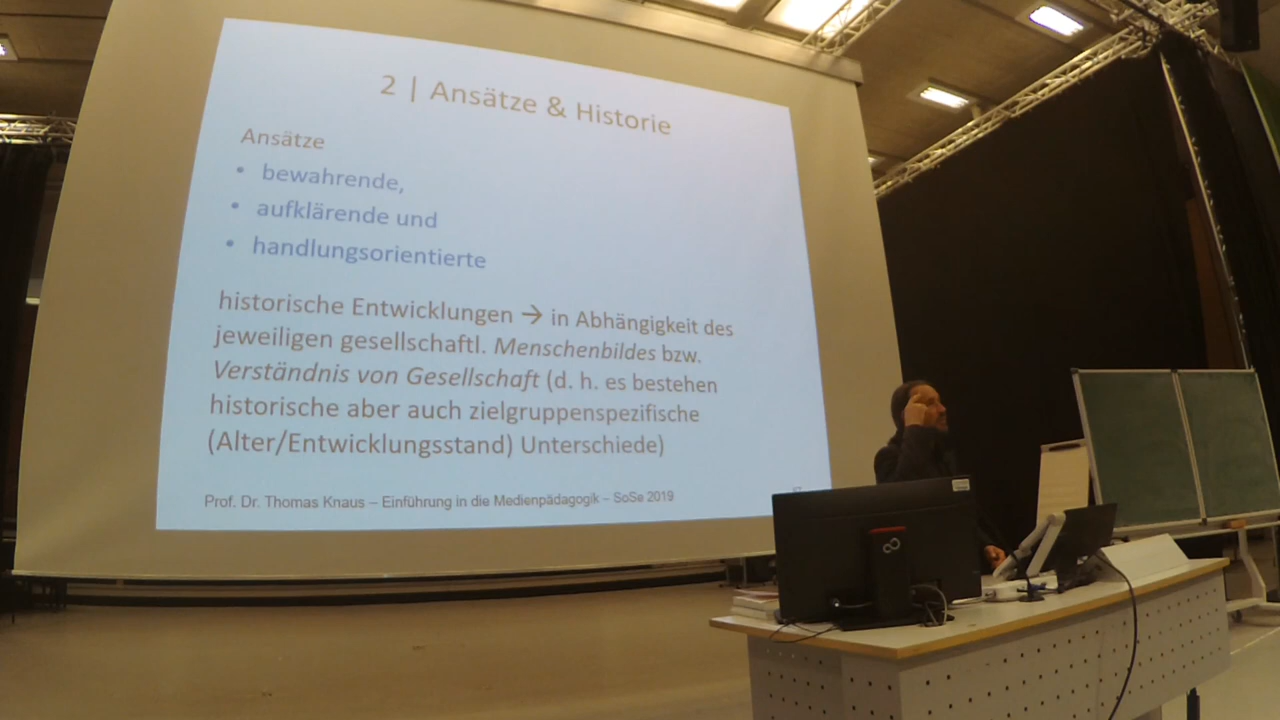 2 | Ansätze & Historie
Ansätze
• bewahrende,
• aufklärende und
• handlungsorientierte
historische Entwicklungen → in Abhängigkeit des
jeweiligen gesellschaftl. Menschenbildes bzw.
Verständnis von Gesellschaft (d. h. es bestehen
historische aber auch zielgruppenspezifische
(Alter/Entwicklungsstand) Unterschiede)
Prof. Dr. Thomas Knaus – Einführung in die Medienpädagogik – SoSe 2019